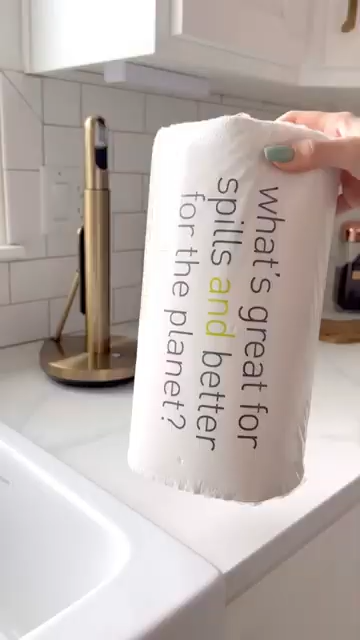 what's great for
spills and better
for the planet?